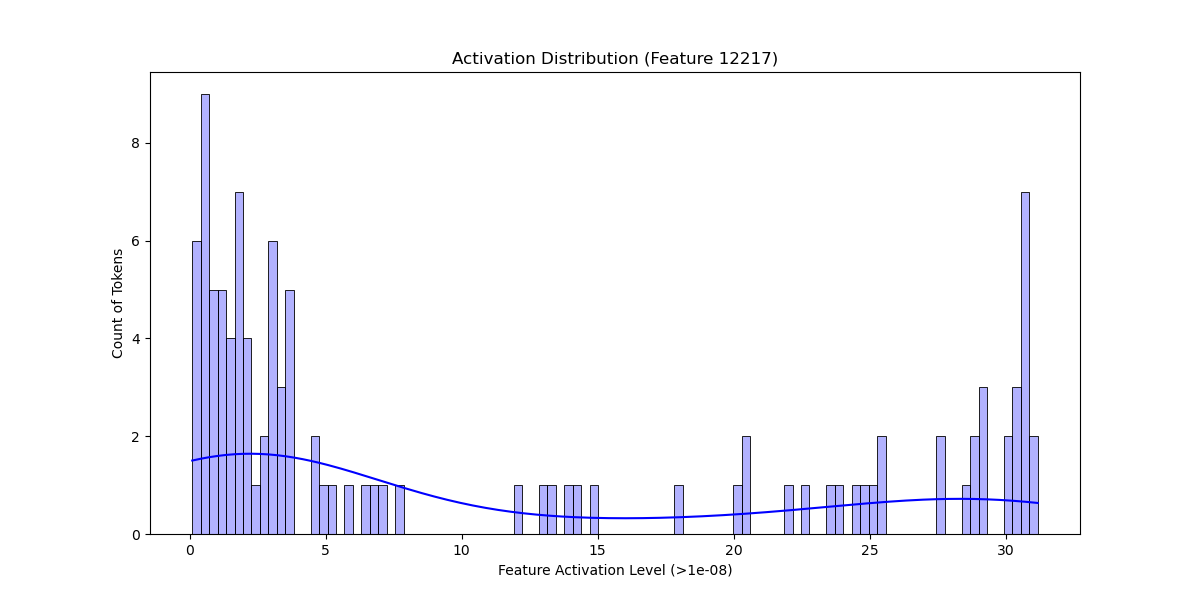 Activation Distribution (Feature 12217)
8
6
4
2
0
Count of Tokens
0 5 10 15 20 25 30
Feature Activation Level (>1e-08)